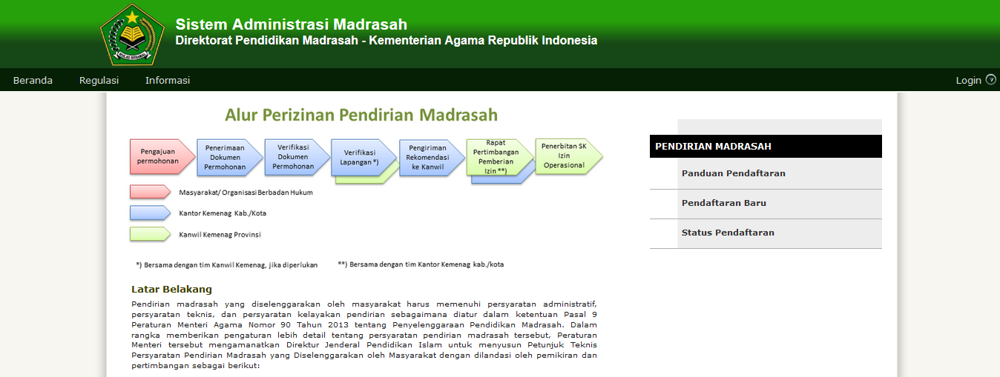 Sistem Administrasi Madrasah
Direktorat Pendidikan Madrasah - Kementerian Agama Republik Indonesia
IKHLAS BERAMAL
Beranda
Regulasi
Informasi
Login
Alur Perizinan Pendirian Madrasah
Pengajuan
permohonan
Penerimaan
Dokumen
Permohonan
Verifikasi
Dokumen
Permohonan
Verifikasi
Lapangan *)
Pengiriman
Rekomendasi
ke Kanwil
Rapat
Pertimbangan
Pemberian
Izin **)
Penerbitan SK
Izin
Operasional
Masyarakat/ Organisasi Berbadan Hukum
Kantor Kemenag Kab./Kota
Kanwil Kemenag Provinsi
*) Bersama dengan tim Kanwil Kemenag, jika diperlukan
**) Bersama dengan tim Kantor Kemenag kab./kota
PENDIRIAN MADRASAH
Panduan Pendaftaran
Pendaftaran Baru
Status Pendaftaran
Latar Belakang
Pendirian madrasah yang diselenggarakan oleh masyarakat harus memenuhi persyaratan administratif,
persyaratan teknis, dan persyaratan kelayakan pendirian sebagaimana diatur dalam ketentuan Pasal 9
Peraturan Menteri Agama Nomor 90 Tahun 2013 tentang Penyelenggaraan Pendidikan Madrasah. Dalam
rangka memberikan pengaturan lebih detail tentang persyaratan pendirian madrasah tersebut, Peraturan
Menteri tersebut mengamanatkan Direktur Jenderal Pendidikan Islam untuk menyusun Petunjuk Teknis
Persyaratan Pendirian Madrasah yang Diselenggarakan oleh Masyarakat dengan dilandasi oleh pemikiran dan
pertimbangan sebagai berikut: